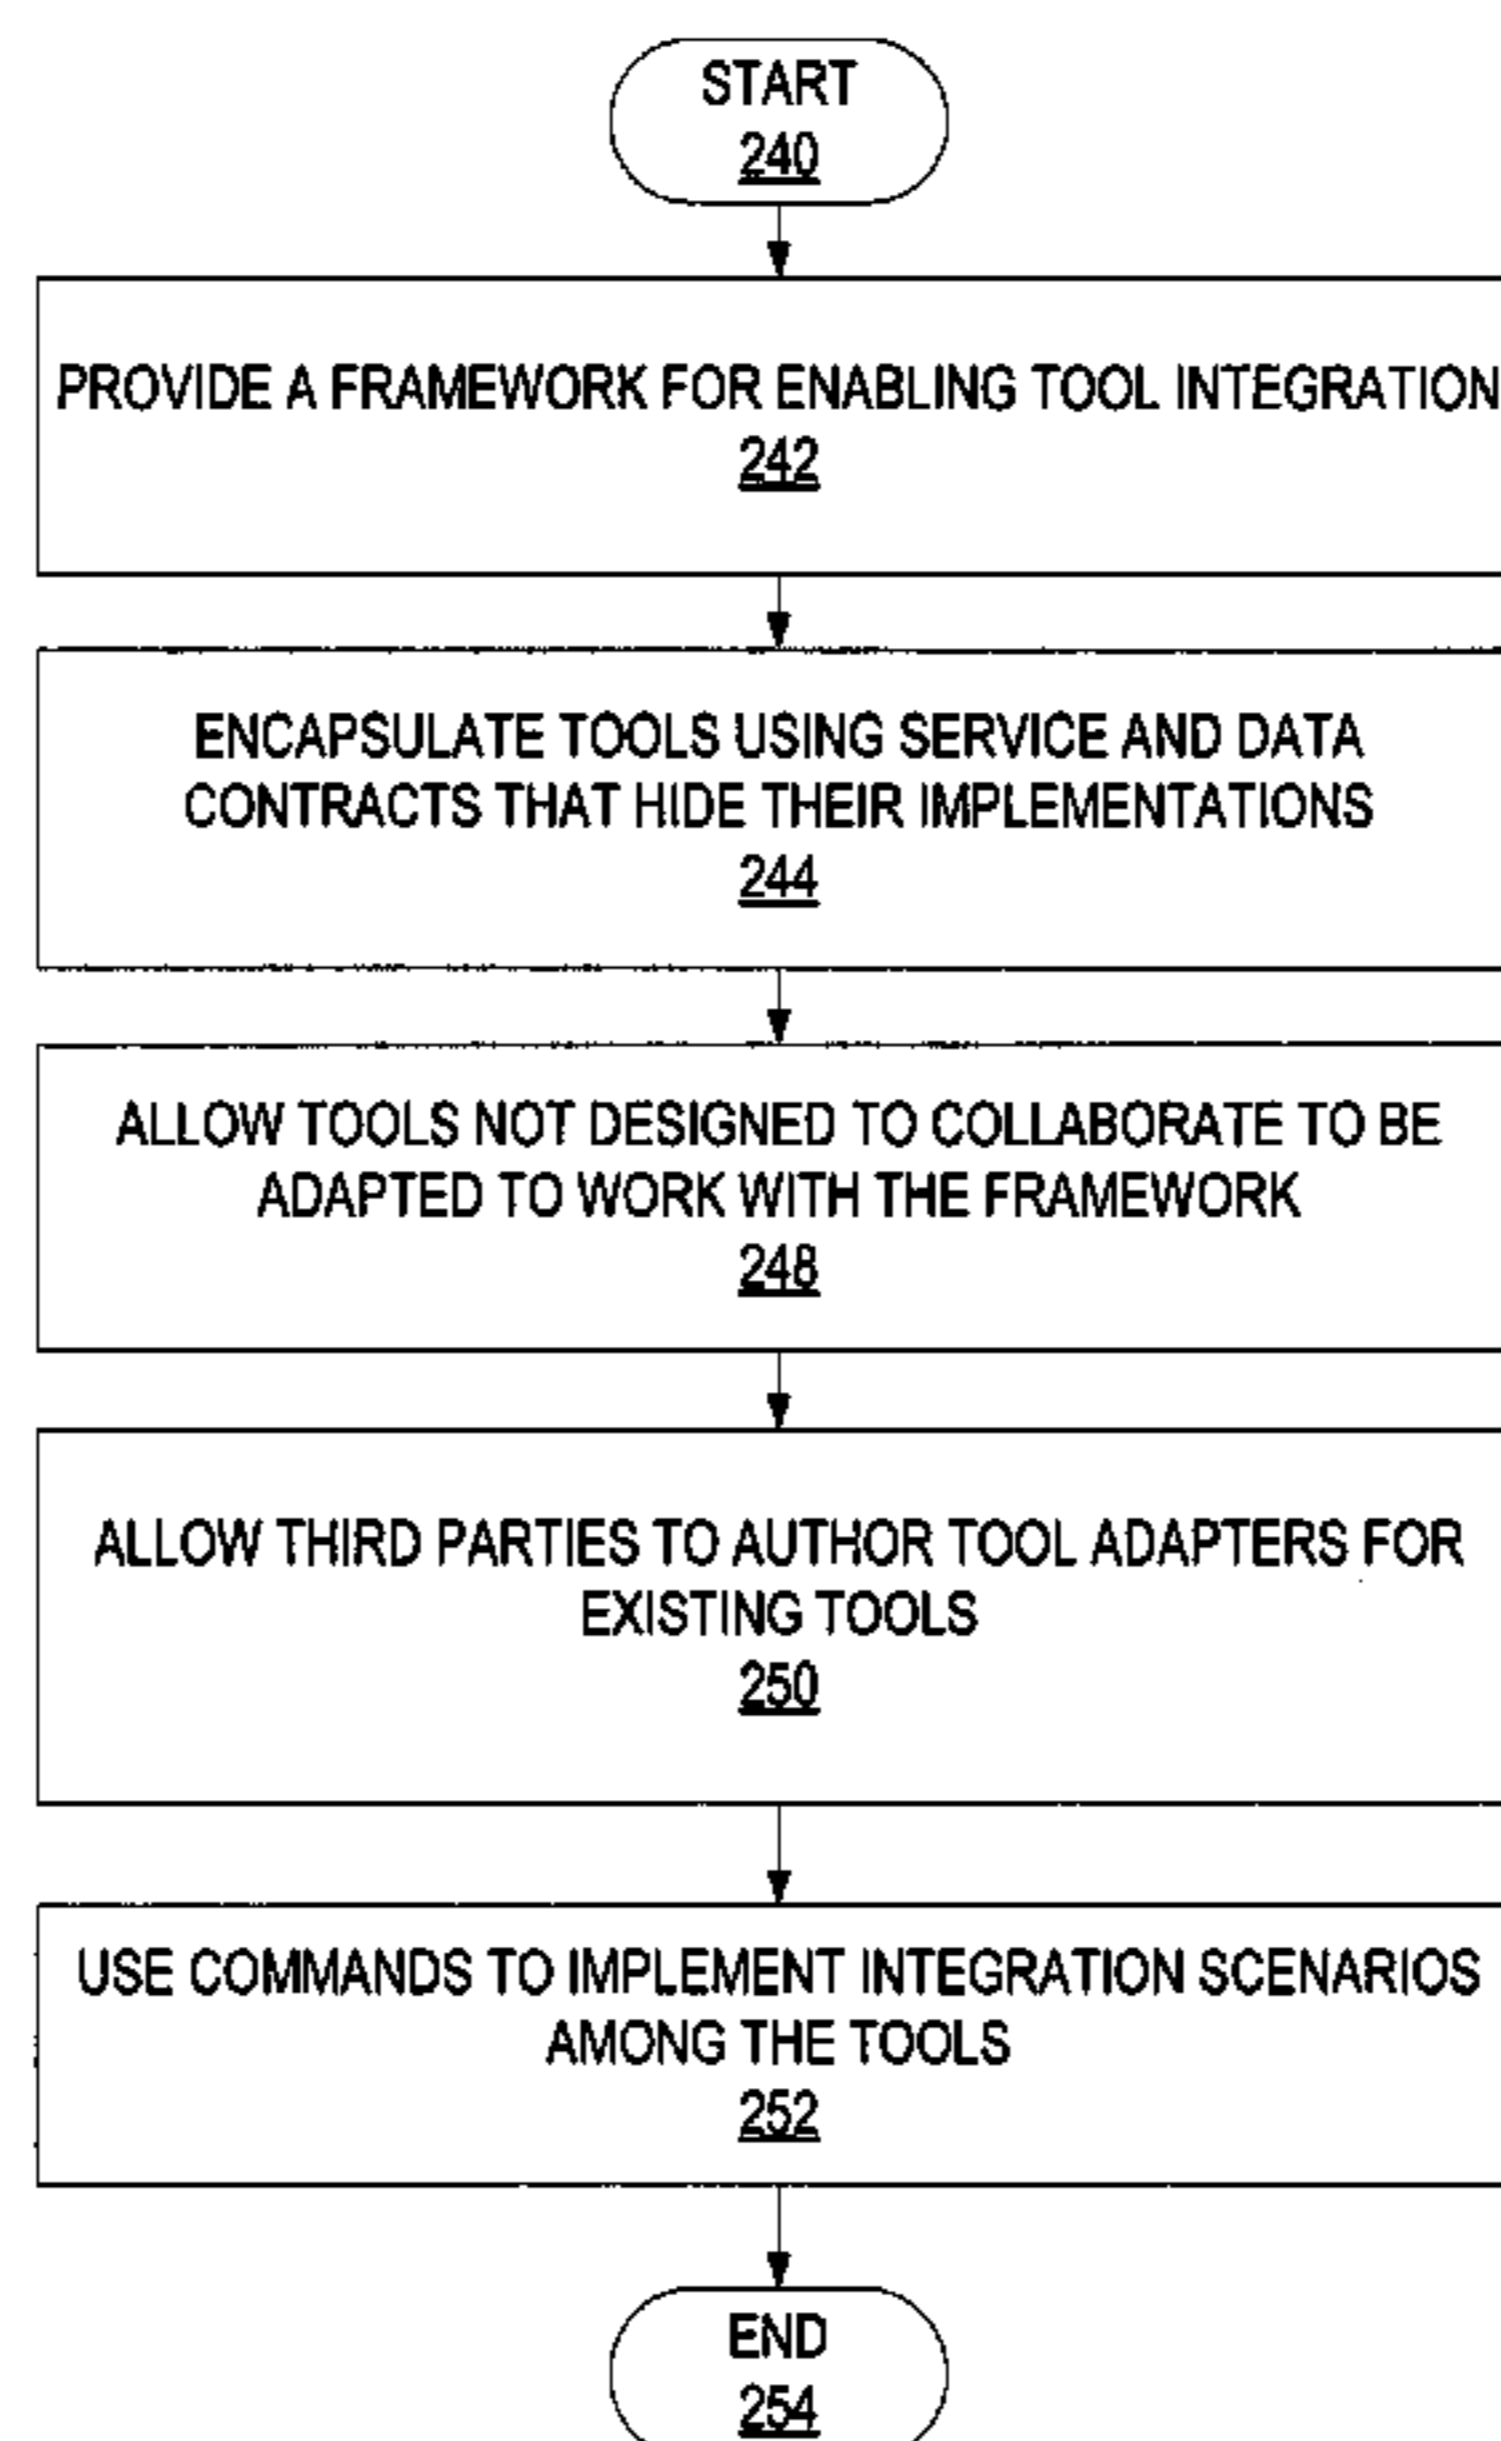 START
240
PROVIDE A FRAMEWORK FOR ENABLING TOOL INTEGRATION
242
ENCAPSULATE TOOLS USING SERVICE AND DATA
CONTRACTS THAT HIDE THEIR IMPLEMENTATIONS
244
ALLOW TOOLS NOT DESIGNED TO COLLABORATE TO BE
ADAPTED TO WORK WITH THE FRAMEWORK
248
ALLOW THIRD PARTIES TO AUTHOR TOOL ADAPTERS FOR
EXISTING TOOLS
250
USE COMMANDS TO IMPLEMENT INTEGRATION SCENARIOS
AMONG THE TOOLS
252
END
254